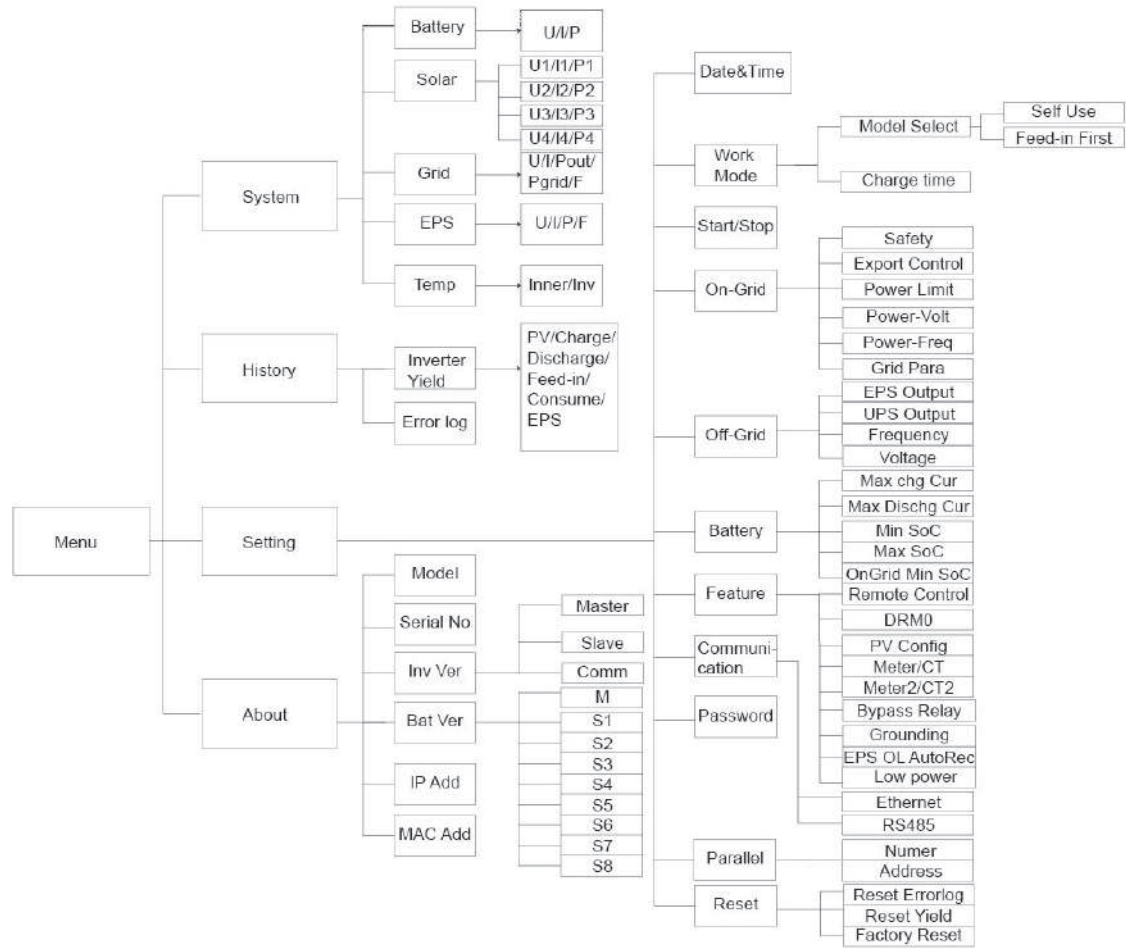 Menu
System
Battery
U/I/P
Solar
U1/I1/P1
U2/I2/P2
U3/I3/P3
U4/I4/P4
Grid
U/I/Pout/
Pgrid/F
EPS
U/I/P/F
Temp
Inner/Inv
History
Inverter
Yield
PV/Charge/
Discharge/
Feed-in/
Consume/
EPS
Error log
Setting
Date&Time
Work
Mode
Model Select
Self Use
Feed-in First
Charge time
Start/Stop
On-Grid
Safety
Export Control
Power Limit
Power-Volt
Power-Freq
Grid Para
Off-Grid
EPS Output
UPS Output
Frequency
Voltage
Battery
Max chg Cur
Max Dischg Cur
Min SoC
Max SoC
OnGrid Min SoC
Feature
Remote Control
DRM0
PV Config
Meter/CT
Meter2/CT2
Bypass Relay
Grounding
EPS OL AutoRec
Low power
Communi-
cation
Ethernet
RS485
Password
Parallel
Numer
Address
Reset
Reset Errorlog
Reset Yield
Factory Reset
About
Model
Serial No
Inv Ver
Master
Slave
Comm
Bat Ver
M
S1
S2
S3
S4
S5
S6
S7
S8
IP Add
MAC Add